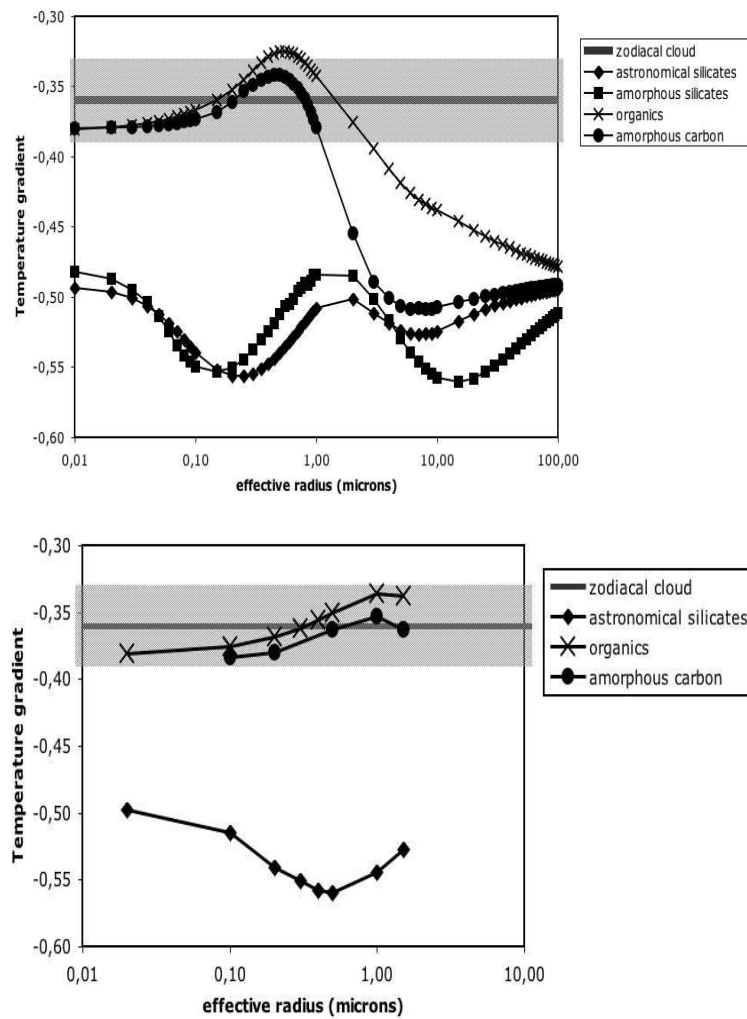 -0,30
-0,35
-0,40
-0,45
-0,50
-0,55
-0,60
Temperature gradient
0,01
0,10
1,00
10,00
100,00
effective radius (microns)
zodiacal cloud
astronomical silicates
amorphous silicates
organics
amorphous carbon
-0,30
-0,35
-0,40
-0,45
-0,50
-0,55
-0,60
Temperature gradient
0,01
0,10
1,00
10,00
effective radius (microns)
zodiacal cloud
astronomical silicates
organics
amorphous carbon